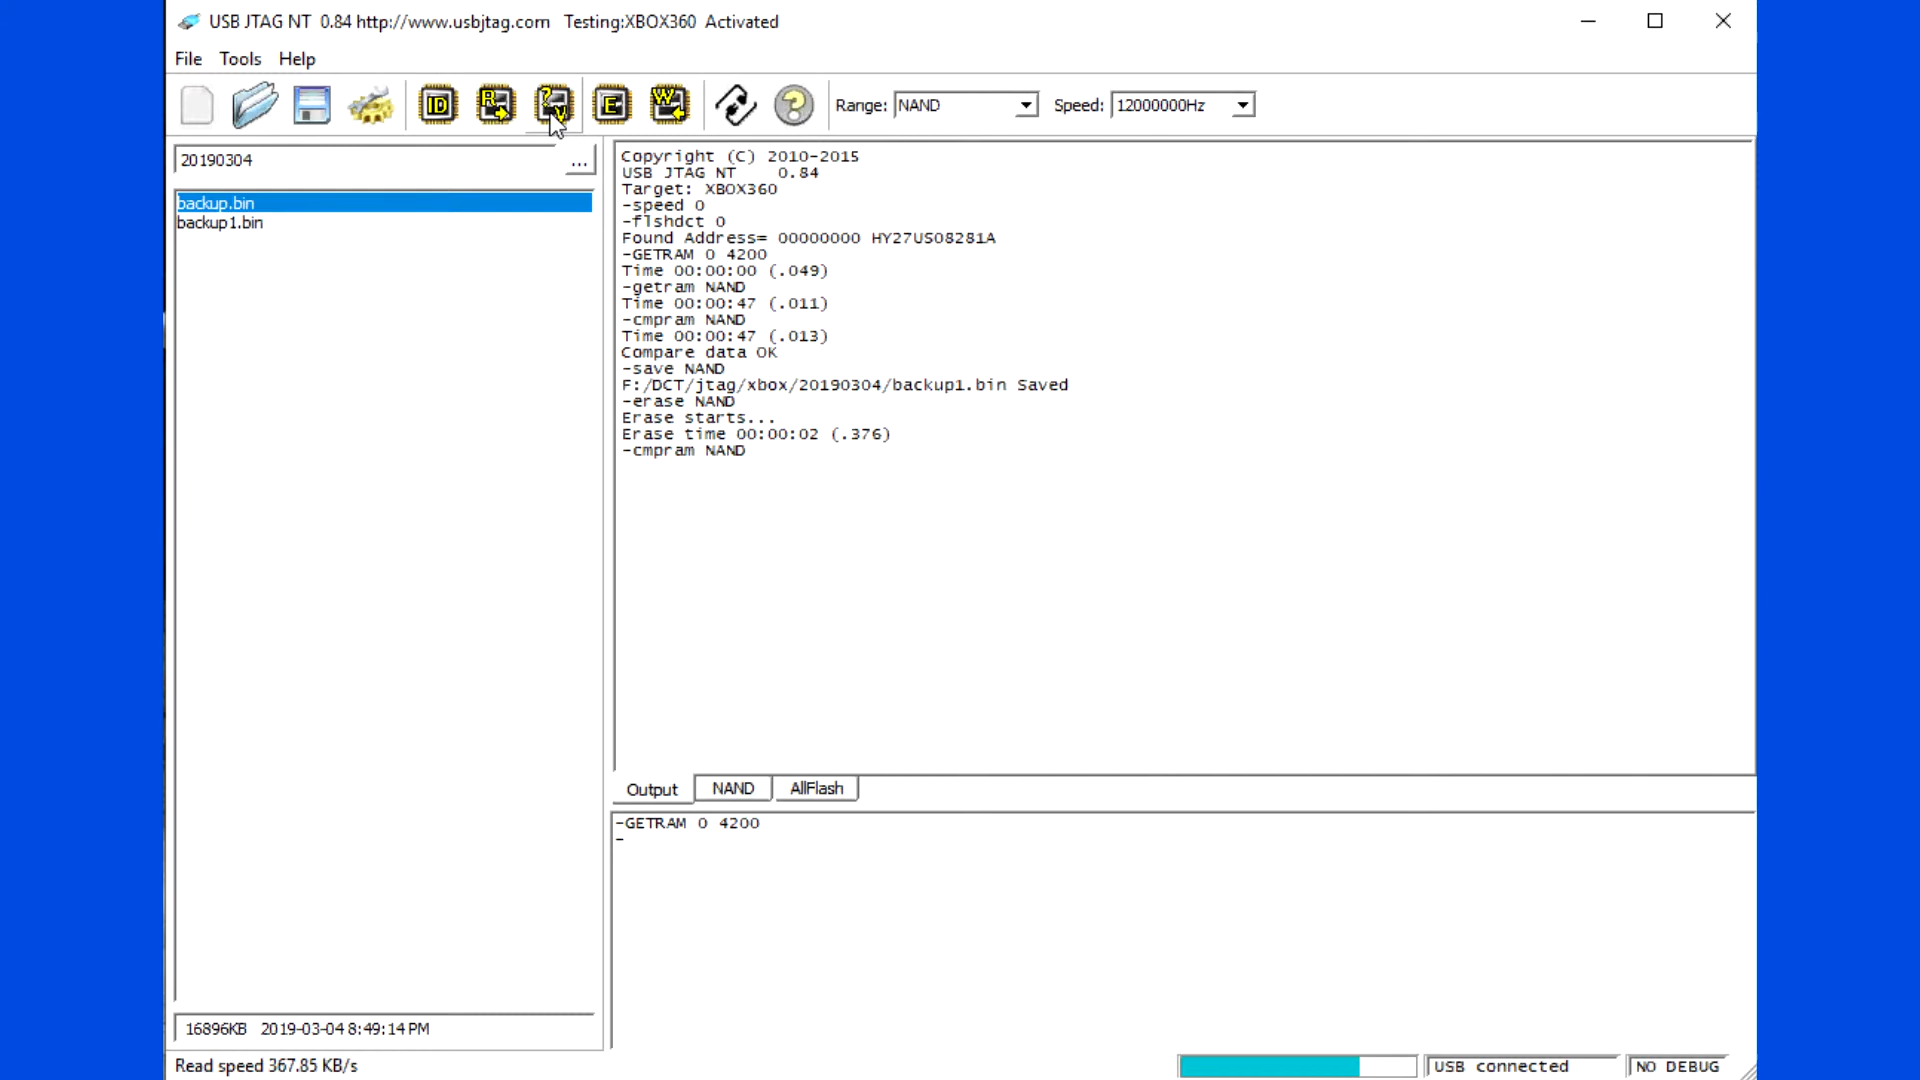 USB JTAG NT 0.84 http://www.usbjtag.com Testing:XBOX360 Activated
File Tools Help
ID R ? V E W ? Range: NAND Speed: 12000000Hz
20190304 ...
backup.bin
backup1.bin
Copyright (C) 2010-2015
USB JTAG NT 0.84
Target: XBOX360
-speed 0
-flshdct 0
Found Address= 00000000 HY27US08281A
-GETRAM 0 4200
Time 00:00:00 (.049)
-getram NAND
Time 00:00:47 (.011)
-cmpram NAND
Time 00:00:47 (.013)
Compare data OK
-save NAND
F:/DCT/jtag/xbox/20190304/backup1.bin Saved
-erase NAND
Erase starts...
Erase time 00:00:02 (.376)
-cmpram NAND
Output NAND AllFlash
-GETRAM 0 4200
-
16896KB 2019-03-04 8:49:14 PM
Read speed 367.85 KB/s USB connected NO DEBUG